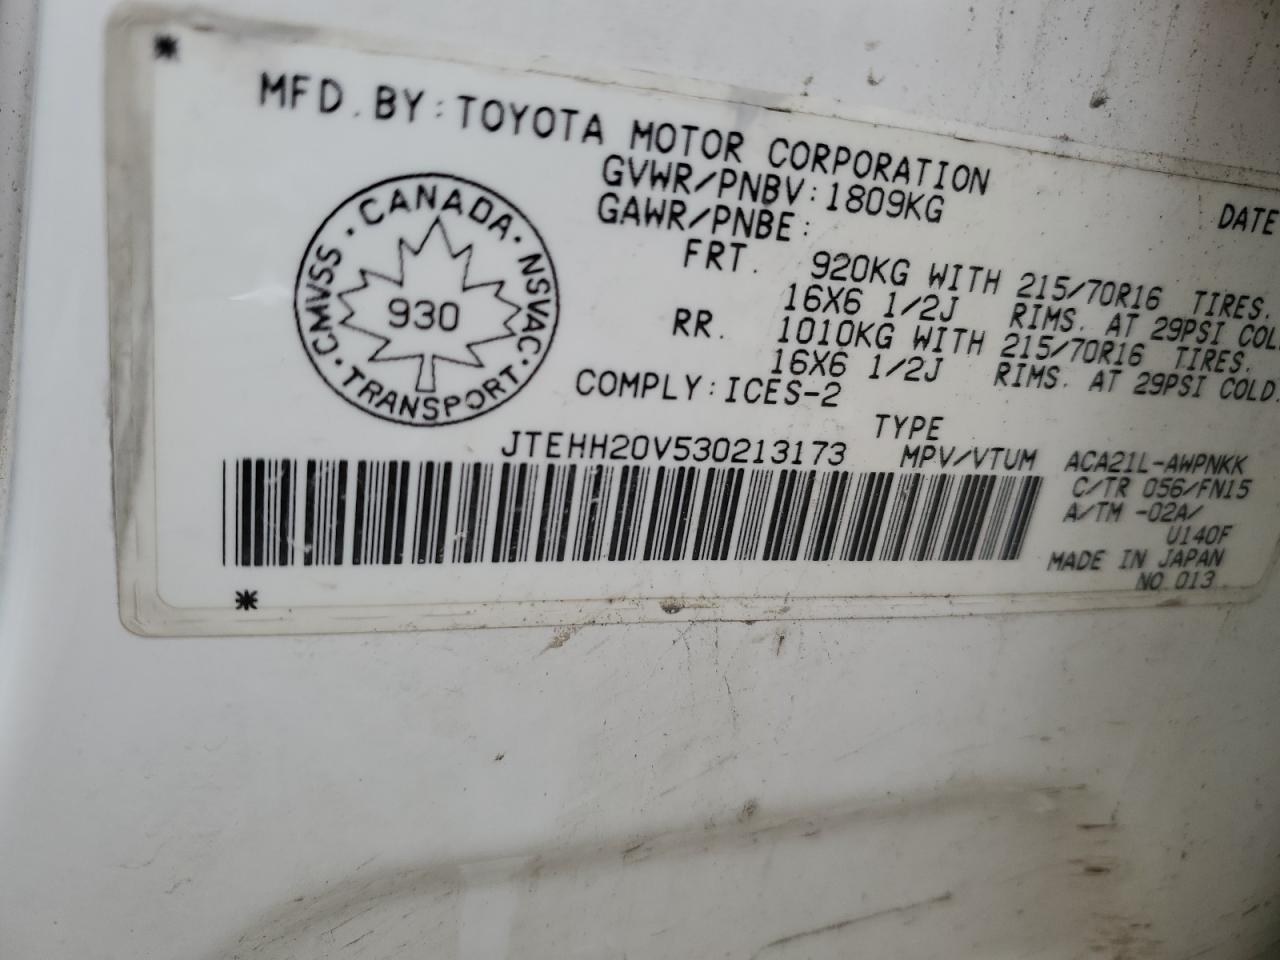 MFD. BY: TOYOTA MOTOR CORPORATION
GVWR/PNBV: 1809KG
DATE
GAWR/PNBE:
FRT. 920KG WITH 215/70R16 TIRES.
16X6 1/2J RIMS. AT 29PSI COL
RR. 1010KG WITH 215/70R16 TIRES.
16X6 1/2J RIMS. AT 29PSI COLD.
COMPLY: ICES-2
CANADA · NSVAC · TRANSPORT · CMVSS ·
930
TYPE
JTEHH20V530213173 MPV/VTUM ACA21L-AWPNKK
C/TR 056/FN15
A/TM -02A/
U140F
MADE IN JAPAN
NO. 013